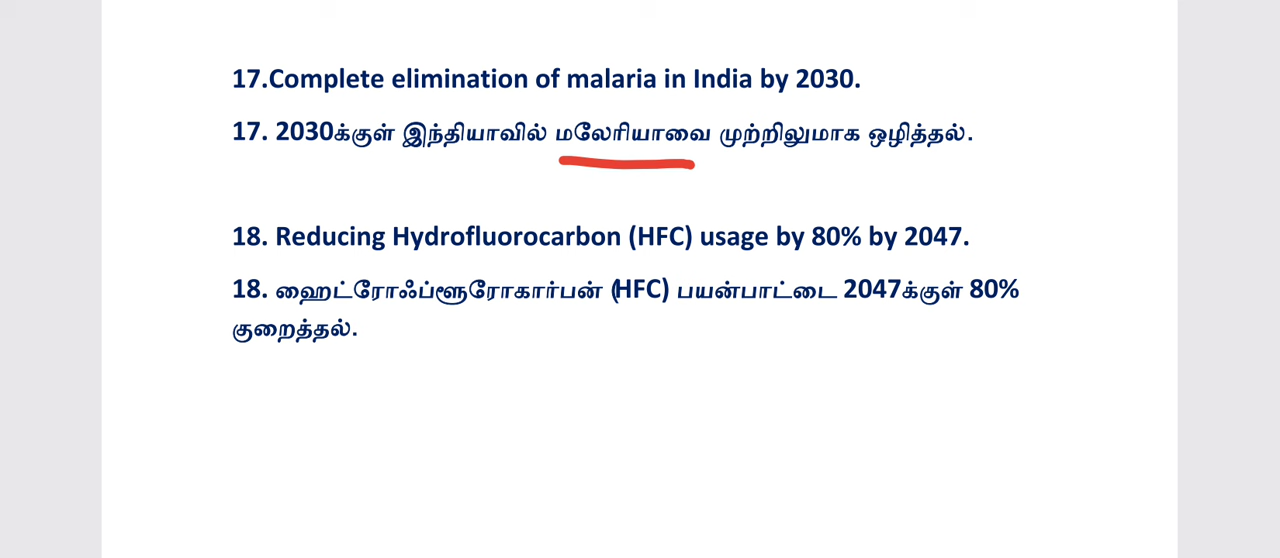 17.Complete elimination of malaria in India by 2030.
17. 2030க்குள் இந்தியாவில் மலேரியாவை முற்றிலுமாக ஒழித்தல்.
18. Reducing Hydrofluorocarbon (HFC) usage by 80% by 2047.
18. ஹைட்ரோஃப்ளூரோகார்பன் (HFC) பயன்பாட்டை 2047க்குள் 80%
குறைத்தல்.